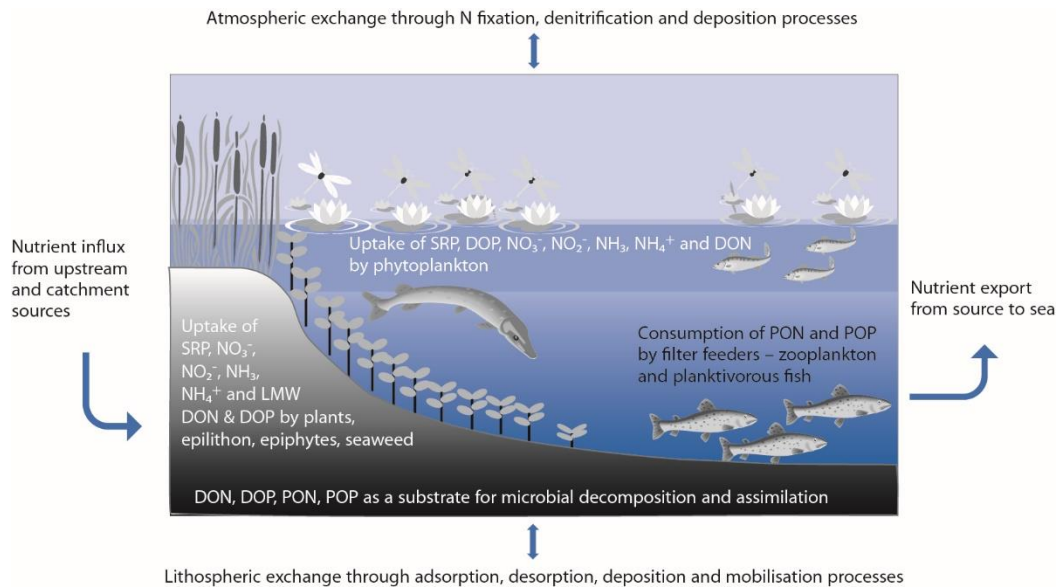 Atmospheric exchange through N fixation, denitrification and deposition processes
Nutrient influx
from upstream
and catchment
sources
Uptake of SRP, DOP, NO₃⁻, NO₂⁻, NH₃, NH₄⁺ and DON
by phytoplankton
Uptake of
SRP, NO₃⁻,
NO₂⁻, NH₃,
NH₄⁺ and LMW
DON & DOP by plants,
epilithon, epiphytes, seaweed
Consumption of PON and POP
by filter feeders – zooplankton
and planktivorous fish
Nutrient export
from source to sea
DON, DOP, PON, POP as a substrate for microbial decomposition and assimilation
Lithospheric exchange through adsorption, desorption, deposition and mobilisation processes